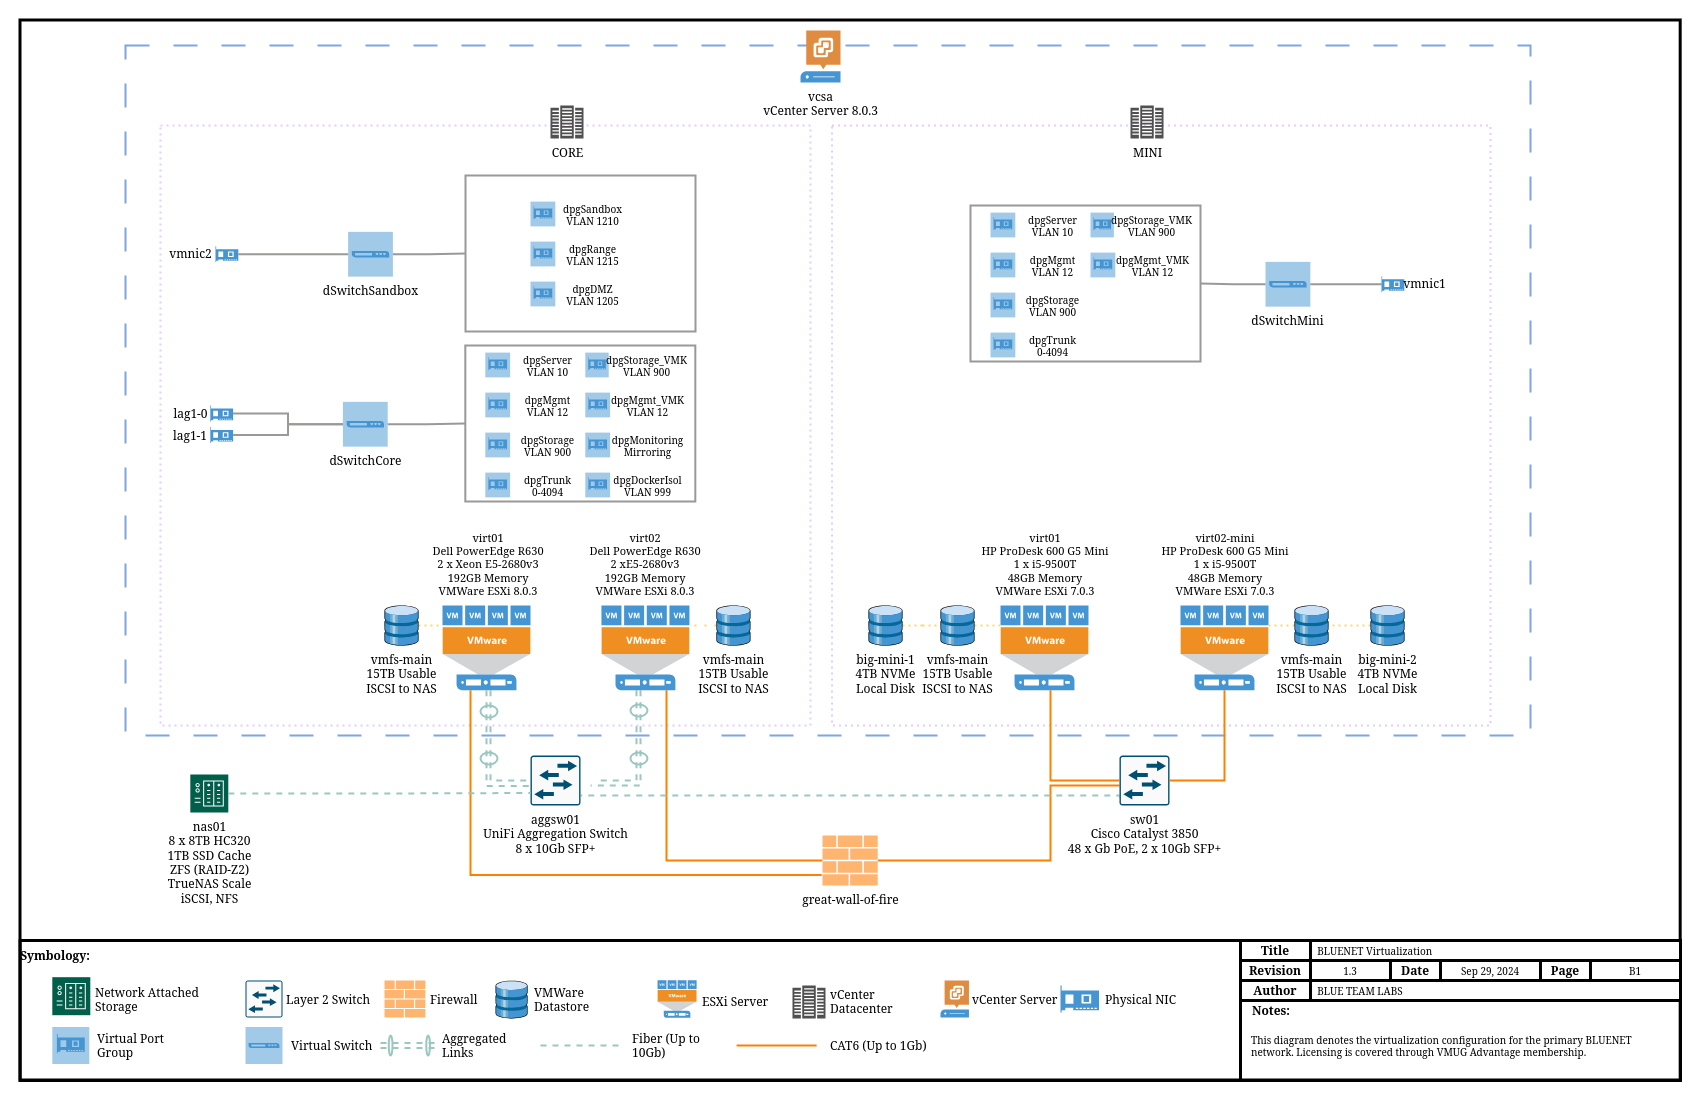 vcsa
vCenter Server 8.0.3
CORE
MINI
dpgSandbox
VLAN 1210
dpgRange
VLAN 1215
dpgDMZ
VLAN 1205
vmnic2
dSwitchSandbox
dpgServer
VLAN 10
dpgStorage_VMK
VLAN 900
dpgMgmt
VLAN 12
dpgMgmt_VMK
VLAN 12
dpgStorage
VLAN 900
dpgTrunk
0-4094
vmnic1
dSwitchMini
dpgServer
VLAN 10
dpgStorage_VMK
VLAN 900
dpgMgmt
VLAN 12
dpgMgmt_VMK
VLAN 12
dpgStorage
VLAN 900
dpgMonitoring
Mirroring
dpgTrunk
0-4094
dpgDockerIsol
VLAN 999
lag1-0
lag1-1
dSwitchCore
virt01
Dell PowerEdge R630
2 x Xeon E5-2680v3
192GB Memory
VMWare ESXi 8.0.3
virt02
Dell PowerEdge R630
2 xE5-2680v3
192GB Memory
VMWare ESXi 8.0.3
virt01
HP ProDesk 600 G5 Mini
1 x i5-9500T
48GB Memory
VMWare ESXi 7.0.3
virt02-mini
HP ProDesk 600 G5 Mini
1 x i5-9500T
48GB Memory
VMWare ESXi 7.0.3
VM VM VM VM
VMware
VM VM VM VM
VMware
VM VM VM VM
VMware
VM VM VM VM
VMware
vmfs-main
15TB Usable
ISCSI to NAS
vmfs-main
15TB Usable
ISCSI to NAS
big-mini-1
4TB NVMe
Local Disk
vmfs-main
15TB Usable
ISCSI to NAS
vmfs-main
15TB Usable
ISCSI to NAS
big-mini-2
4TB NVMe
Local Disk
nas01
8 x 8TB HC320
1TB SSD Cache
ZFS (RAID-Z2)
TrueNAS Scale
iSCSI, NFS
aggsw01
UniFi Aggregation Switch
8 x 10Gb SFP+
sw01
Cisco Catalyst 3850
48 x Gb PoE, 2 x 10Gb SFP+
great-wall-of-fire
Symbology:
Network Attached
Storage
Layer 2 Switch
Firewall
VMWare
Datastore
VM VM VM VM
VMware
ESXi Server
vCenter
Datacenter
vCenter Server
Physical NIC
Virtual Port
Group
Virtual Switch
Aggregated
Links
Fiber (Up to
10Gb)
CAT6 (Up to 1Gb)
Title BLUENET Virtualization
Revision 1.3 Date Sep 29, 2024 Page B1
Author BLUE TEAM LABS
Notes:
This diagram denotes the virtualization configuration for the primary BLUENET
network. Licensing is covered through VMUG Advantage membership.